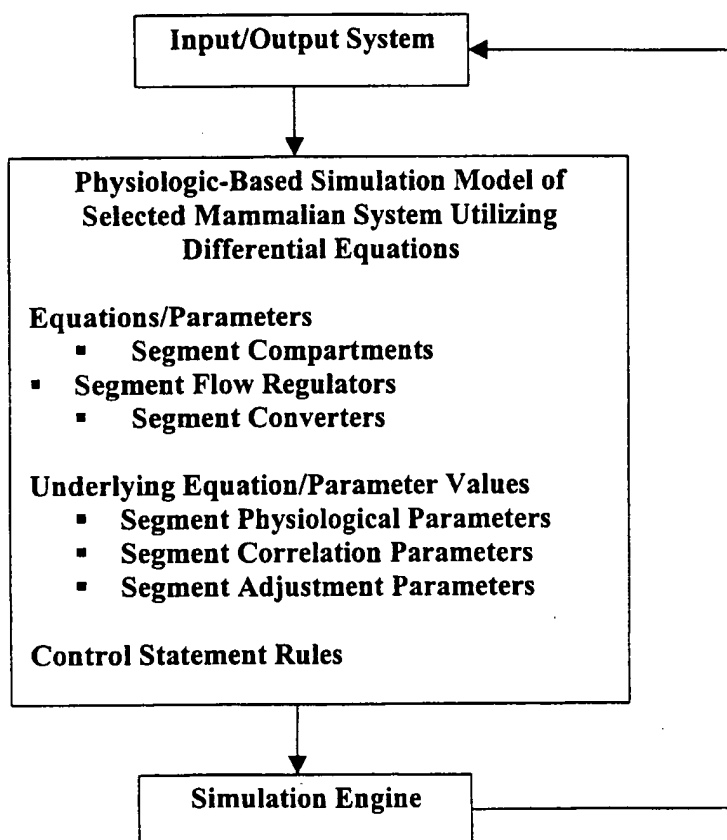 Input/Output System
Physiologic-Based Simulation Model of
Selected Mammalian System Utilizing
Differential Equations
Equations/Parameters
▪ Segment Compartments
▪ Segment Flow Regulators
▪ Segment Converters
Underlying Equation/Parameter Values
▪ Segment Physiological Parameters
▪ Segment Correlation Parameters
▪ Segment Adjustment Parameters
Control Statement Rules
Simulation Engine